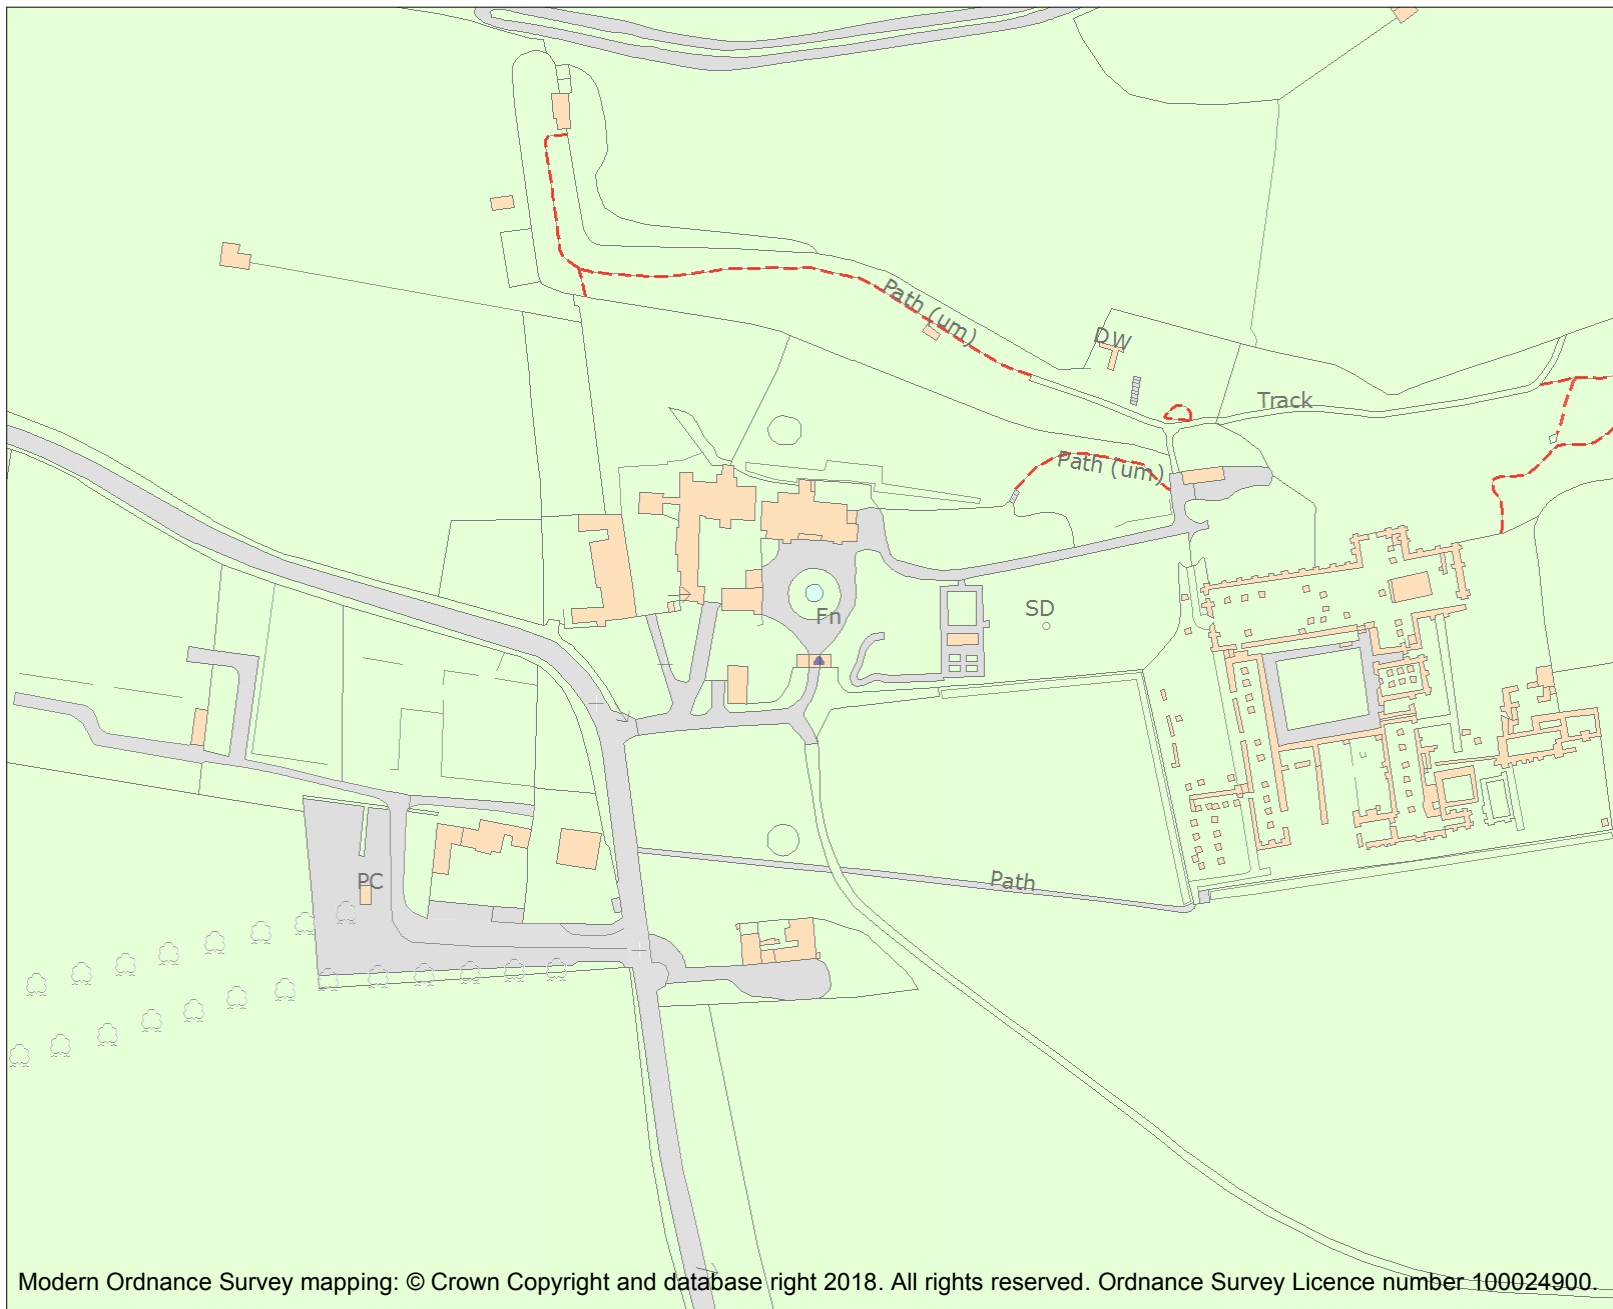 Path (um)
DW
Track
Path (um)
SD
Fn
PC
Path
Modern Ordnance Survey mapping: © Crown Copyright and database right 2018. All rights reserved. Ordnance Survey Licence number 100024900.